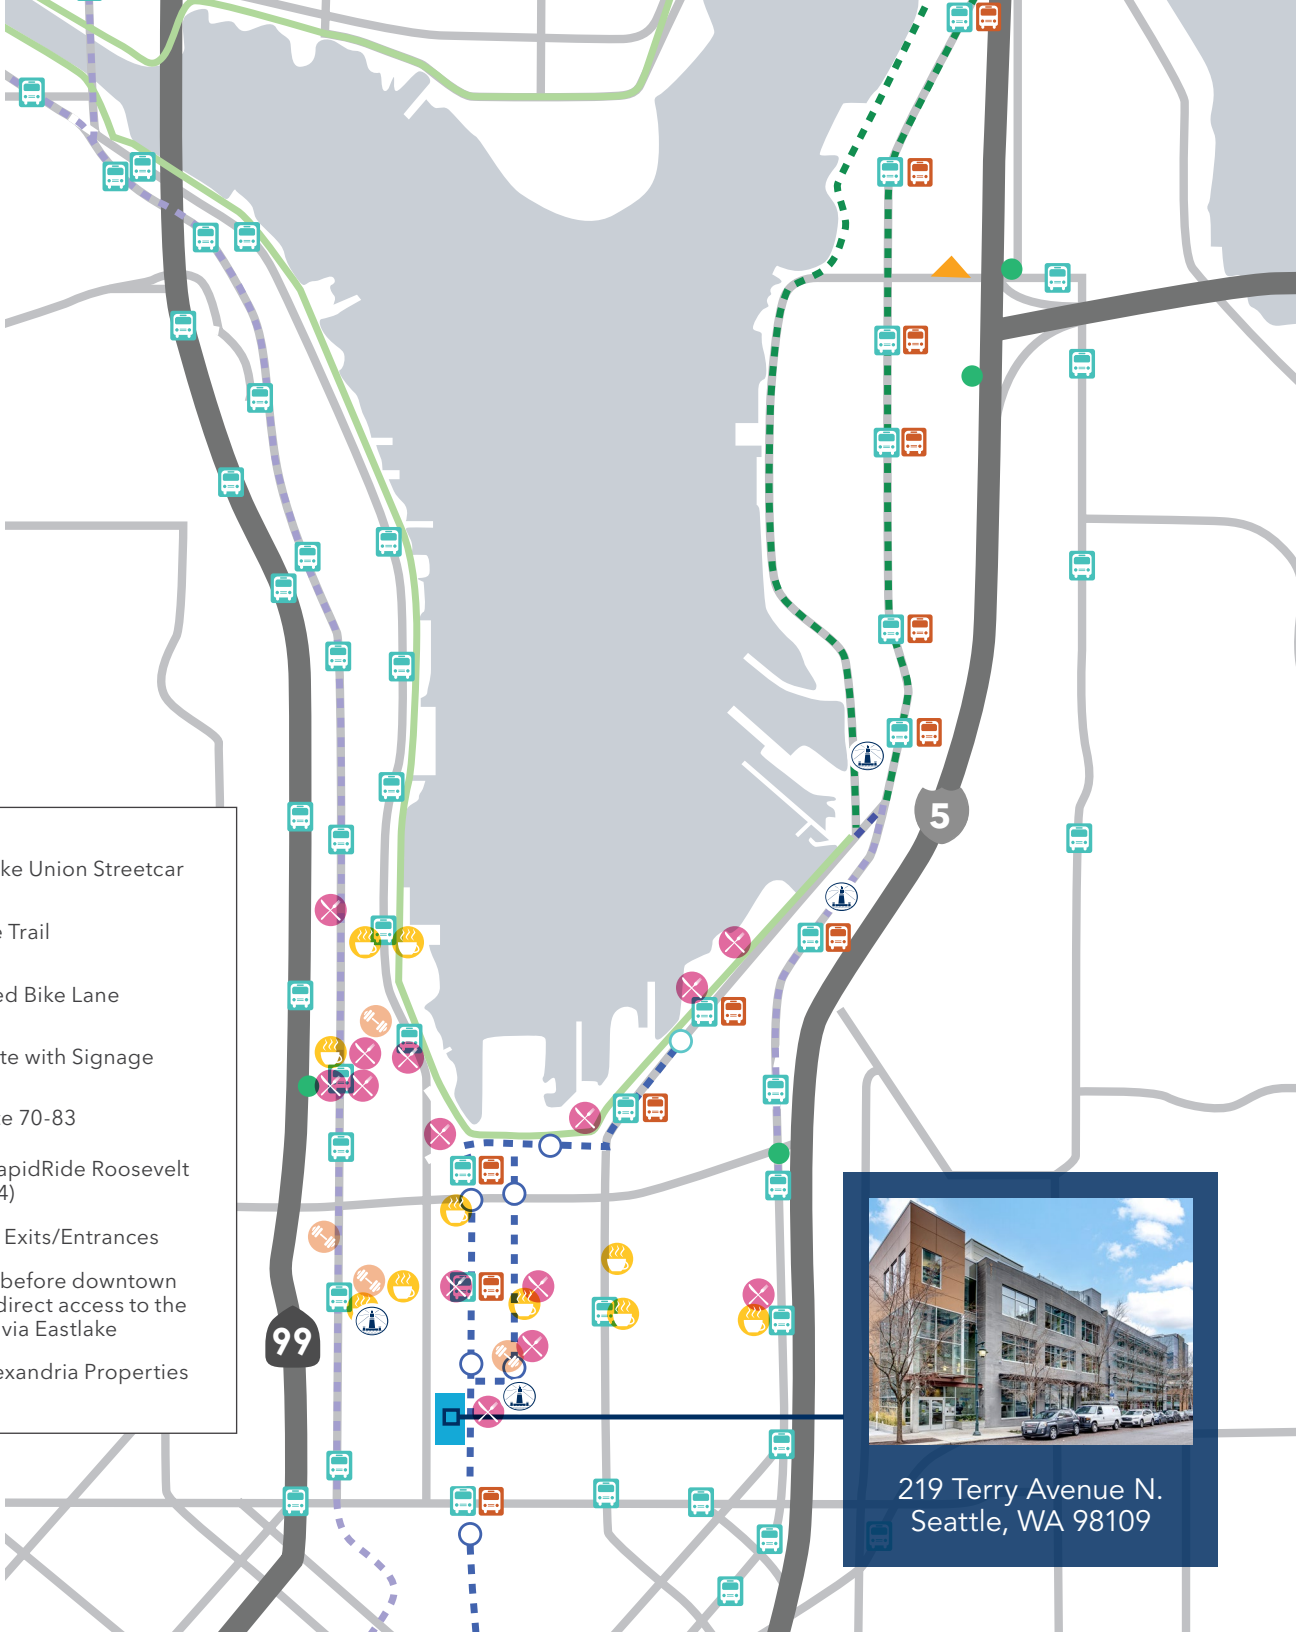 ke Union Streetcar
e Trail
ed Bike Lane
te with Signage
e 70-83
apidRide Roosevelt
4)
Exits/Entrances
before downtown
direct access to the
via Eastlake
exandria Properties
5
99
219 Terry Avenue N.
Seattle, WA 98109